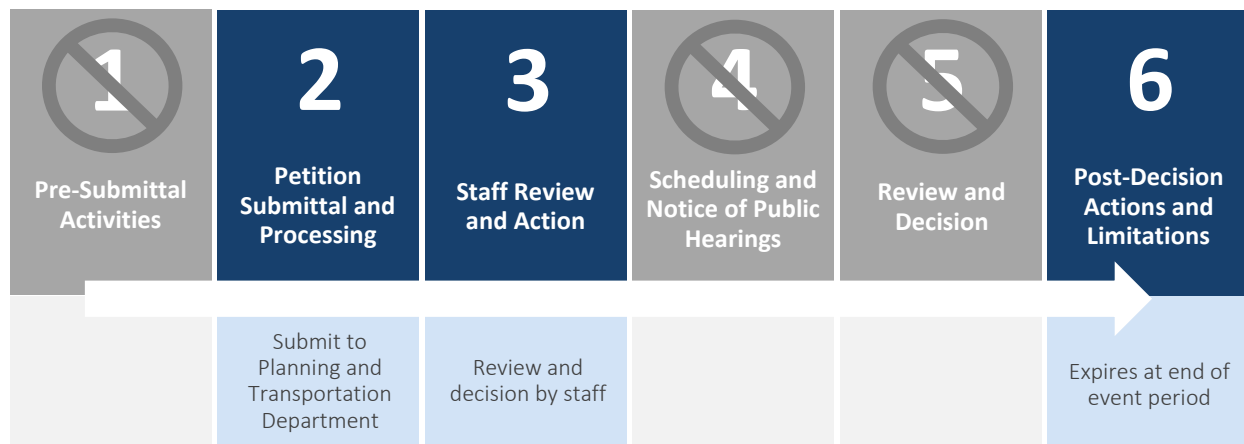 1
Pre-Submittal
Activities
2
Petition
Submittal and
Processing
Submit to
Planning and
Transportation
Department
3
Staff Review
and Action
Review and
decision by staff
4
Scheduling and
Notice of Public
Hearings
5
Review and
Decision
6
Post-Decision
Actions and
Limitations
Expires at end of
event period